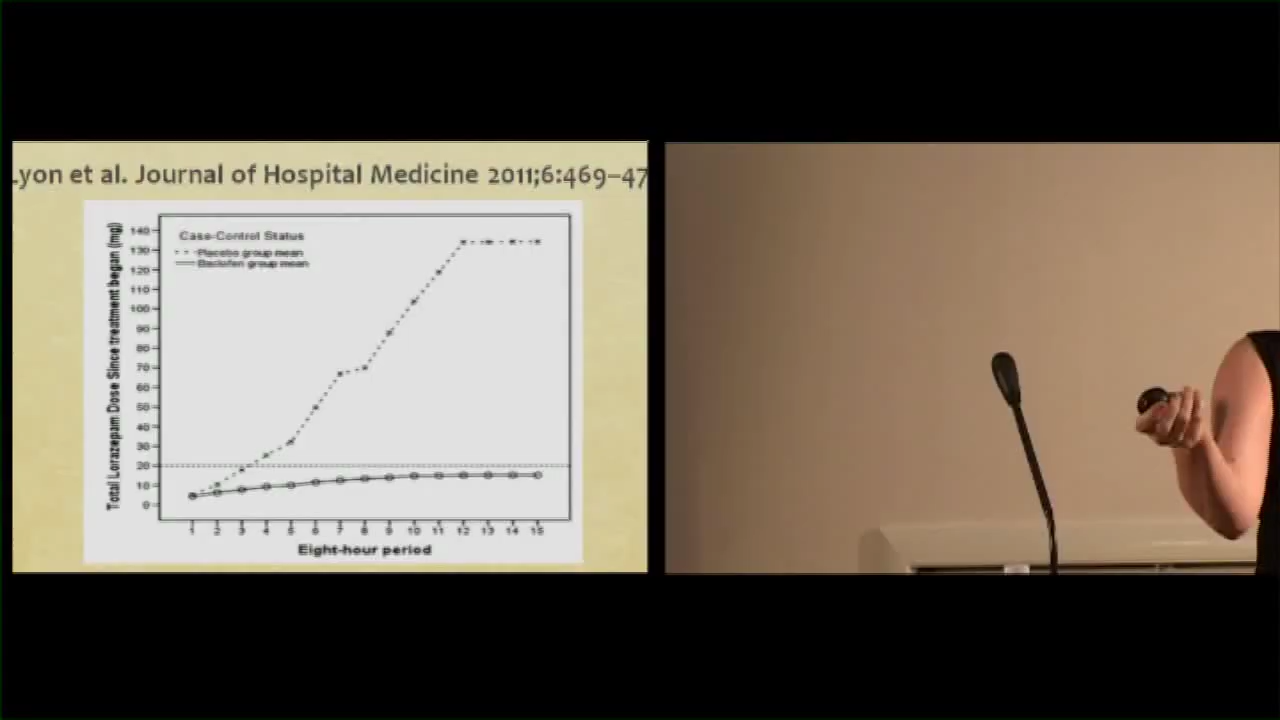 Lyon et al. Journal of Hospital Medicine 2011;6:469–47
Total Lorazepam Dose Since treatment began (mg)
140
130
120
110
100
90
80
70
60
50
40
30
20
10
0
Case-Control Status
Placebo group mean
Baclofen group mean
1 2 3 4 5 6 7 8 9 10 11 12 13 14 15
Eight-hour period